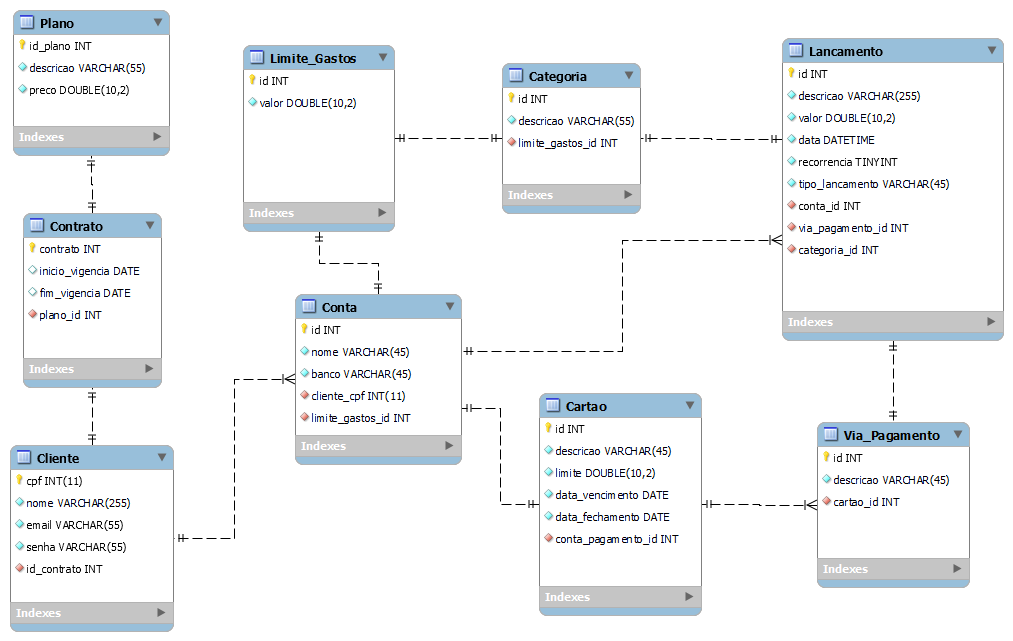 Plano
id_plano INT
descricao VARCHAR(55)
preco DOUBLE(10,2)
Indexes
Contrato
contrato INT
inicio_vigencia DATE
fim_vigencia DATE
plano_id INT
Indexes
Cliente
cpf INT(11)
nome VARCHAR(255)
email VARCHAR(55)
senha VARCHAR(55)
id_contrato INT
Indexes
Limite_Gastos
id INT
valor DOUBLE(10,2)
Indexes
Conta
id INT
nome VARCHAR(45)
banco VARCHAR(45)
cliente_cpf INT(11)
limite_gastos_id INT
Indexes
Categoria
id INT
descricao VARCHAR(55)
limite_gastos_id INT
Indexes
Cartao
id INT
descricao VARCHAR(45)
limite DOUBLE(10,2)
data_vencimento DATE
data_fechamento DATE
conta_pagamento_id INT
Indexes
Lancamento
id INT
descricao VARCHAR(255)
valor DOUBLE(10,2)
data DATETIME
recorrencia TINYINT
tipo_lancamento VARCHAR(45)
conta_id INT
via_pagamento_id INT
categoria_id INT
Indexes
Via_Pagamento
id INT
descricao VARCHAR(45)
cartao_id INT
Indexes